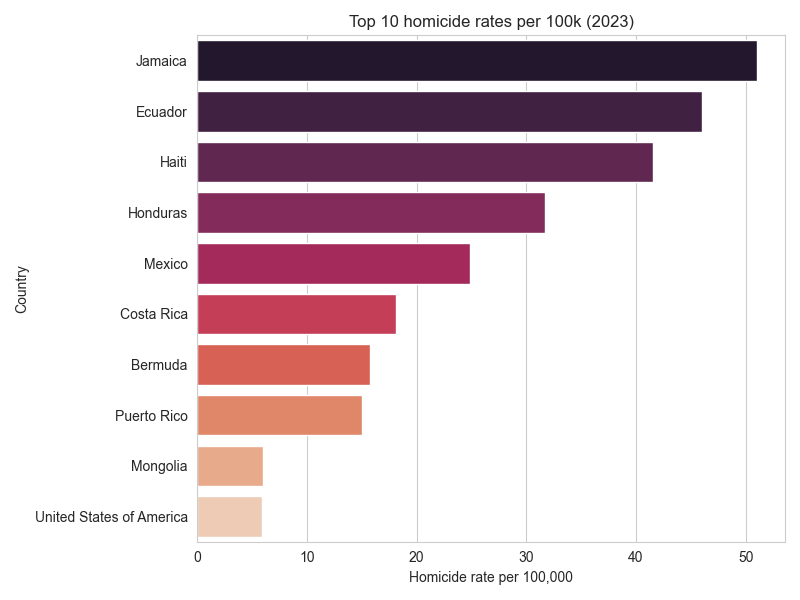 Top 10 homicide rates per 100k (2023)
Country
Jamaica
Ecuador
Haiti
Honduras
Mexico
Costa Rica
Bermuda
Puerto Rico
Mongolia
United States of America
0 10 20 30 40 50
Homicide rate per 100,000